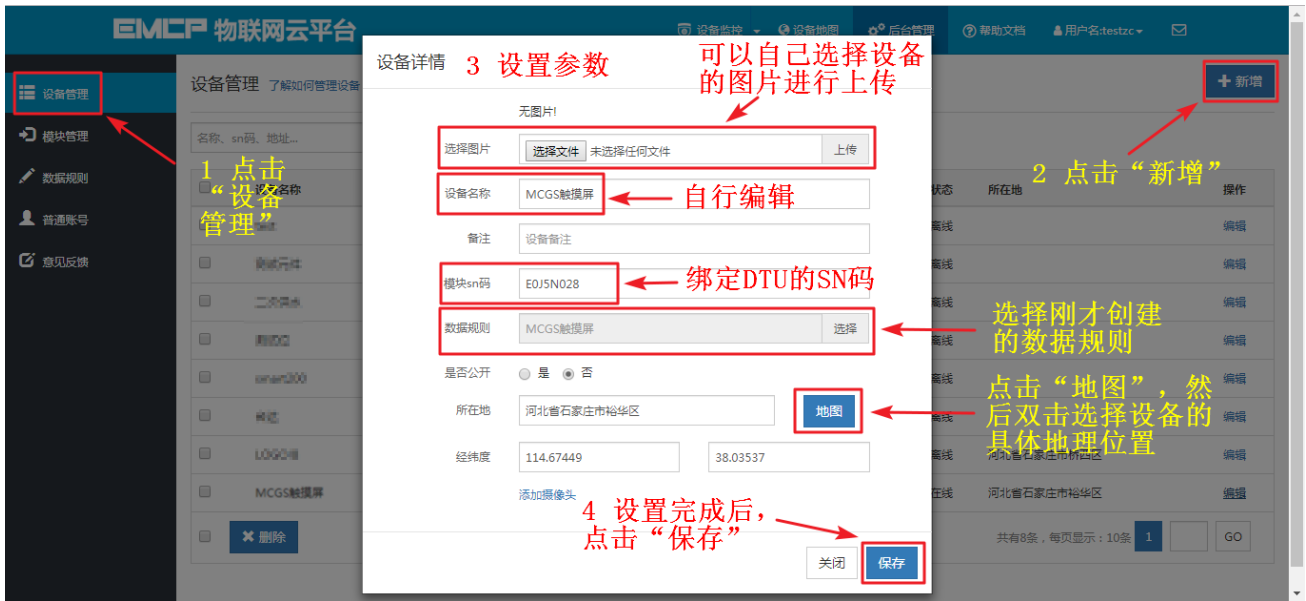 EMCP 物联网云平台
设备监控 设备地图 后台管理 帮助文档 用户名:testzc
设备管理
模块管理
数据规则
普通账号
意见反馈
设备管理 了解如何管理设备
新增
名称、sn码、地址...
1 点击
“设备
管理”
2 点击“新增”
设备名称
状态 所在地 操作
离线 编辑
离线 编辑
离线 编辑
离线 编辑
离线 编辑
离线 编辑
离线 河北省石家庄市桥西区 编辑
MCGS触摸屏 在线 河北省石家庄市裕华区 编辑
删除
共有8条，每页显示：10条 1 GO
设备详情
3 设置参数
可以自己选择设备
的图片进行上传
无图片!
选择图片 选择文件 未选择任何文件 上传
设备名称 MCGS触摸屏
自行编辑
备注 设备备注
模块sn码 E0J5N028
绑定DTU的SN码
数据规则 MCGS触摸屏 选择
选择刚才创建
的数据规则
是否公开 是 否
所在地 河北省石家庄市裕华区 地图
点击“地图”，然
后双击选择设备的
具体地理位置
经纬度 114.67449 38.03537
添加摄像头
4 设置完成后，
点击“保存”
关闭 保存